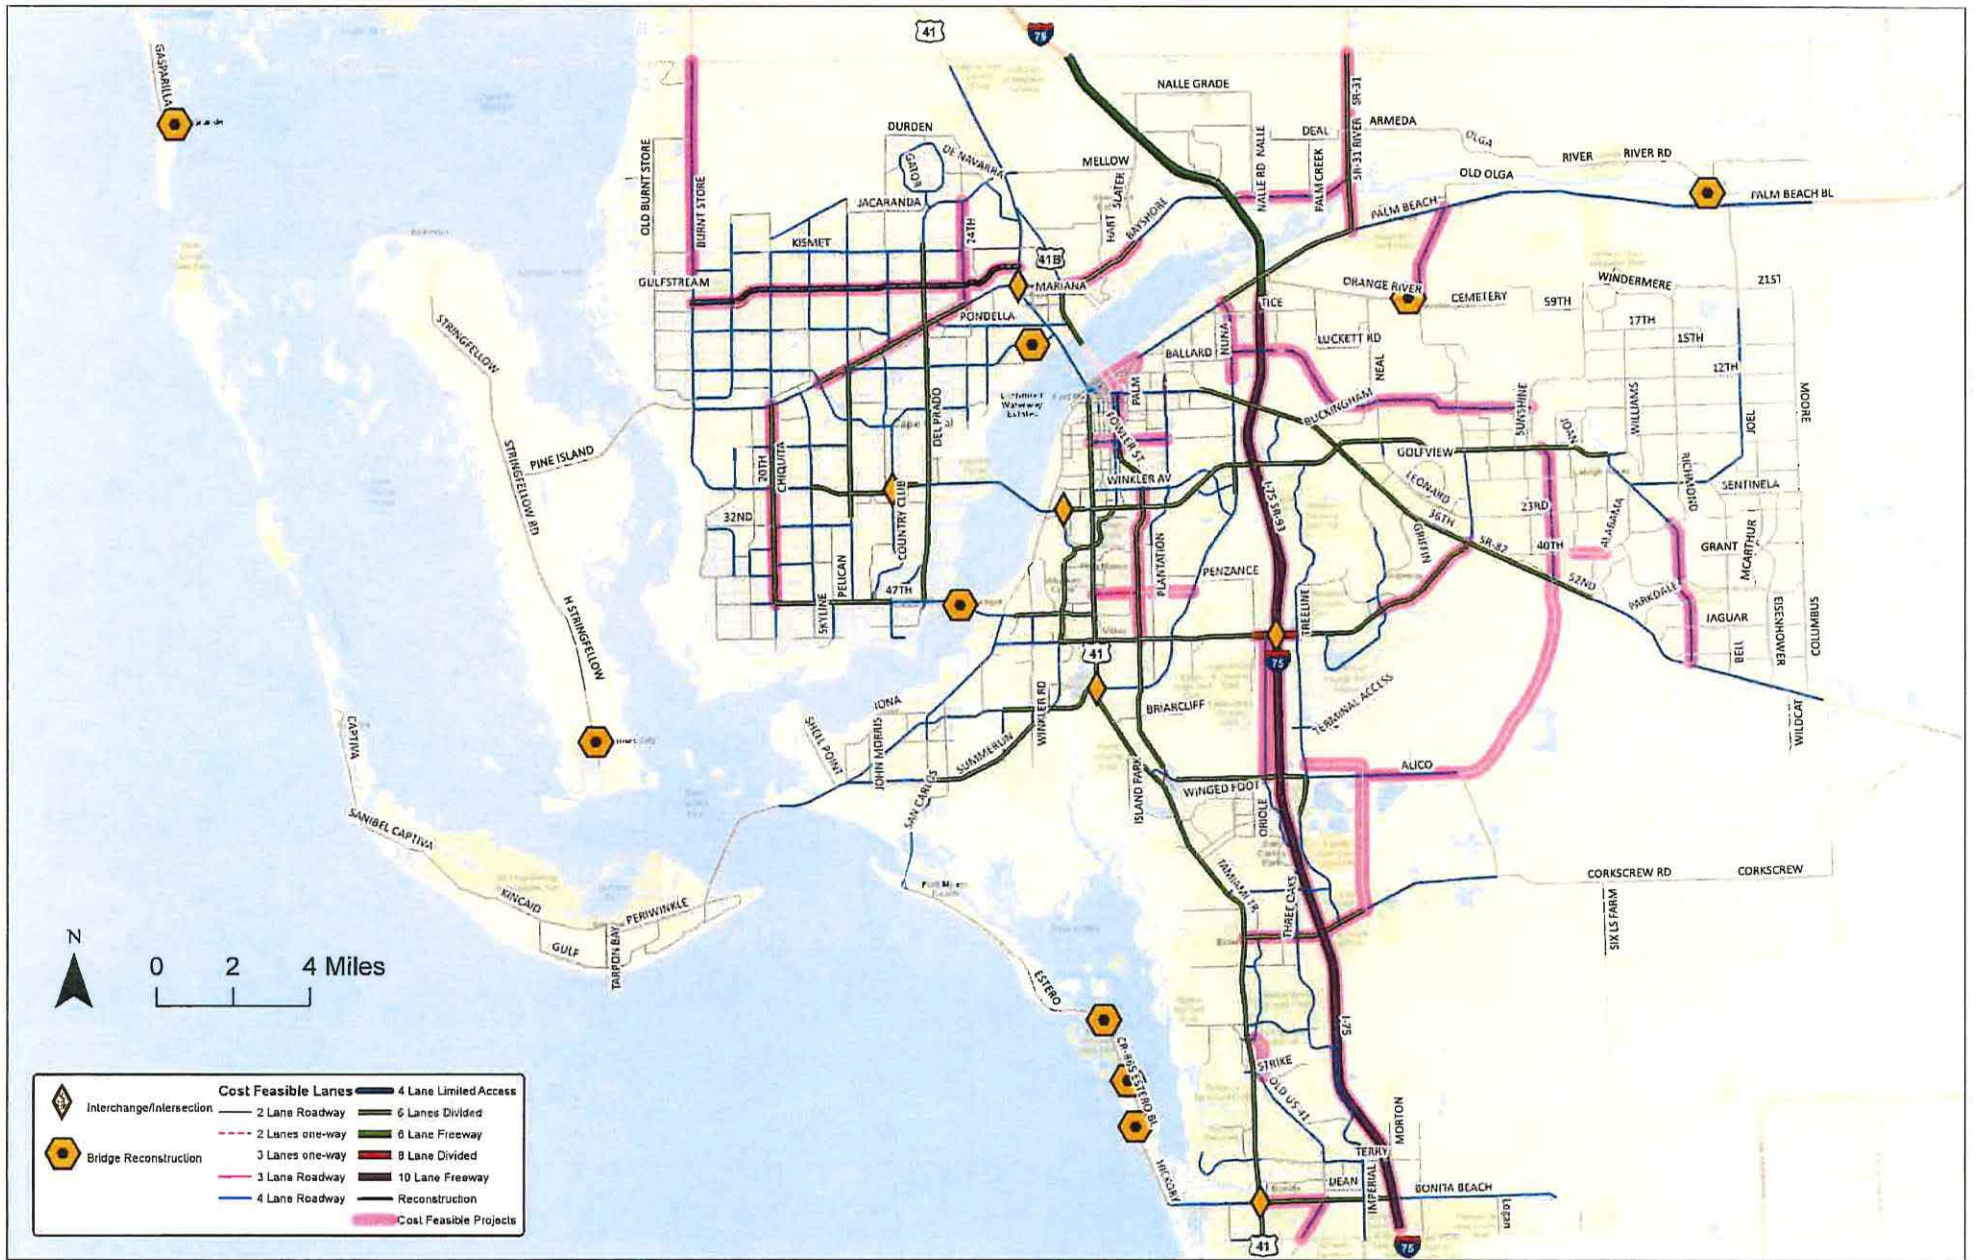 41
75
GASPARILLA
NALLE GRADE
SR-31
DURDEN
DEAL
ARMEDA
OLGA
GATOR
DE NAVARRA
MELLOW
NALLE RD NALLE
PALM CREEK
SR-31 RIVER
RIVER
RIVER RD
OLD OLGA
OLD BURNT STORE
BURNT STORE
JACARANDA
24TH
HART
SLATER
BAYSHORE
PALM BEACH
PALM BEACH BL
KISMET
41B
GULFSTREAM
MARIANA
TICE
ORANGE RIVER
CEMETERY
59TH
WINDERMERE
21ST
STRINGFELLOW
PONDELLA
BALLARD
NUNA
LUCKETT RD
NEAL
17TH
15TH
12TH
DEL PRADO
Waterway
Estates
PALM
FOWLER ST
BUCKINGHAM
SUNSHINE
JOAN
WILLIAMS
JOEL
MOORE
STRINGFELLOW RD
PINE ISLAND
20TH
CHIQUITA
WINKLER AV
GOLFVIEW
LEONARD
36TH
RICHMOND
SENTINELA
32ND
COUNTRY CLUB
I-75 SR-93
GRIFFIN
SR-82
23RD
40TH
ALABAMA
GRANT
MCARTHUR
PELICAN
47TH
SKYLINE
PLANTATION
PENZANCE
TREELINE
52ND
PARKDALE
JAGUAR
BELL
EISENHOWER
COLUMBUS
H STRINGFELLOW
41
75
IONA
WINKLER RD
BRIARCLIFF
TERMINAL ACCESS
WILDCAT
CAPTIVA
SHELL POINT
JOHN MORRIS
SUMMERLIN
SAN CARLOS
ISLAND PARK
WINGED FOOT
ORIOLE
ALICO
SANIBEL CAPTIVA
Fort Myers
Beach
TAMIAMI TR
THREE OAKS
CORKSCREW RD
CORKSCREW
KINCAID
PERIWINKLE
GULF
TARPON BAY
SIX LS FARM
N
0 2 4 Miles
ESTERO
I-75
CR-865 ESTERO BL
STRIKE
OLD US-41
MORTON
TERRY
HICKORY
DEAN
IMPERIAL
BONITA BEACH
Logan
41
75
Interchange/Intersection
Bridge Reconstruction
Cost Feasible Lanes
2 Lane Roadway
2 Lanes one-way
3 Lanes one-way
3 Lane Roadway
4 Lane Roadway
4 Lane Limited Access
6 Lanes Divided
6 Lane Freeway
8 Lane Divided
10 Lane Freeway
Reconstruction
Cost Feasible Projects